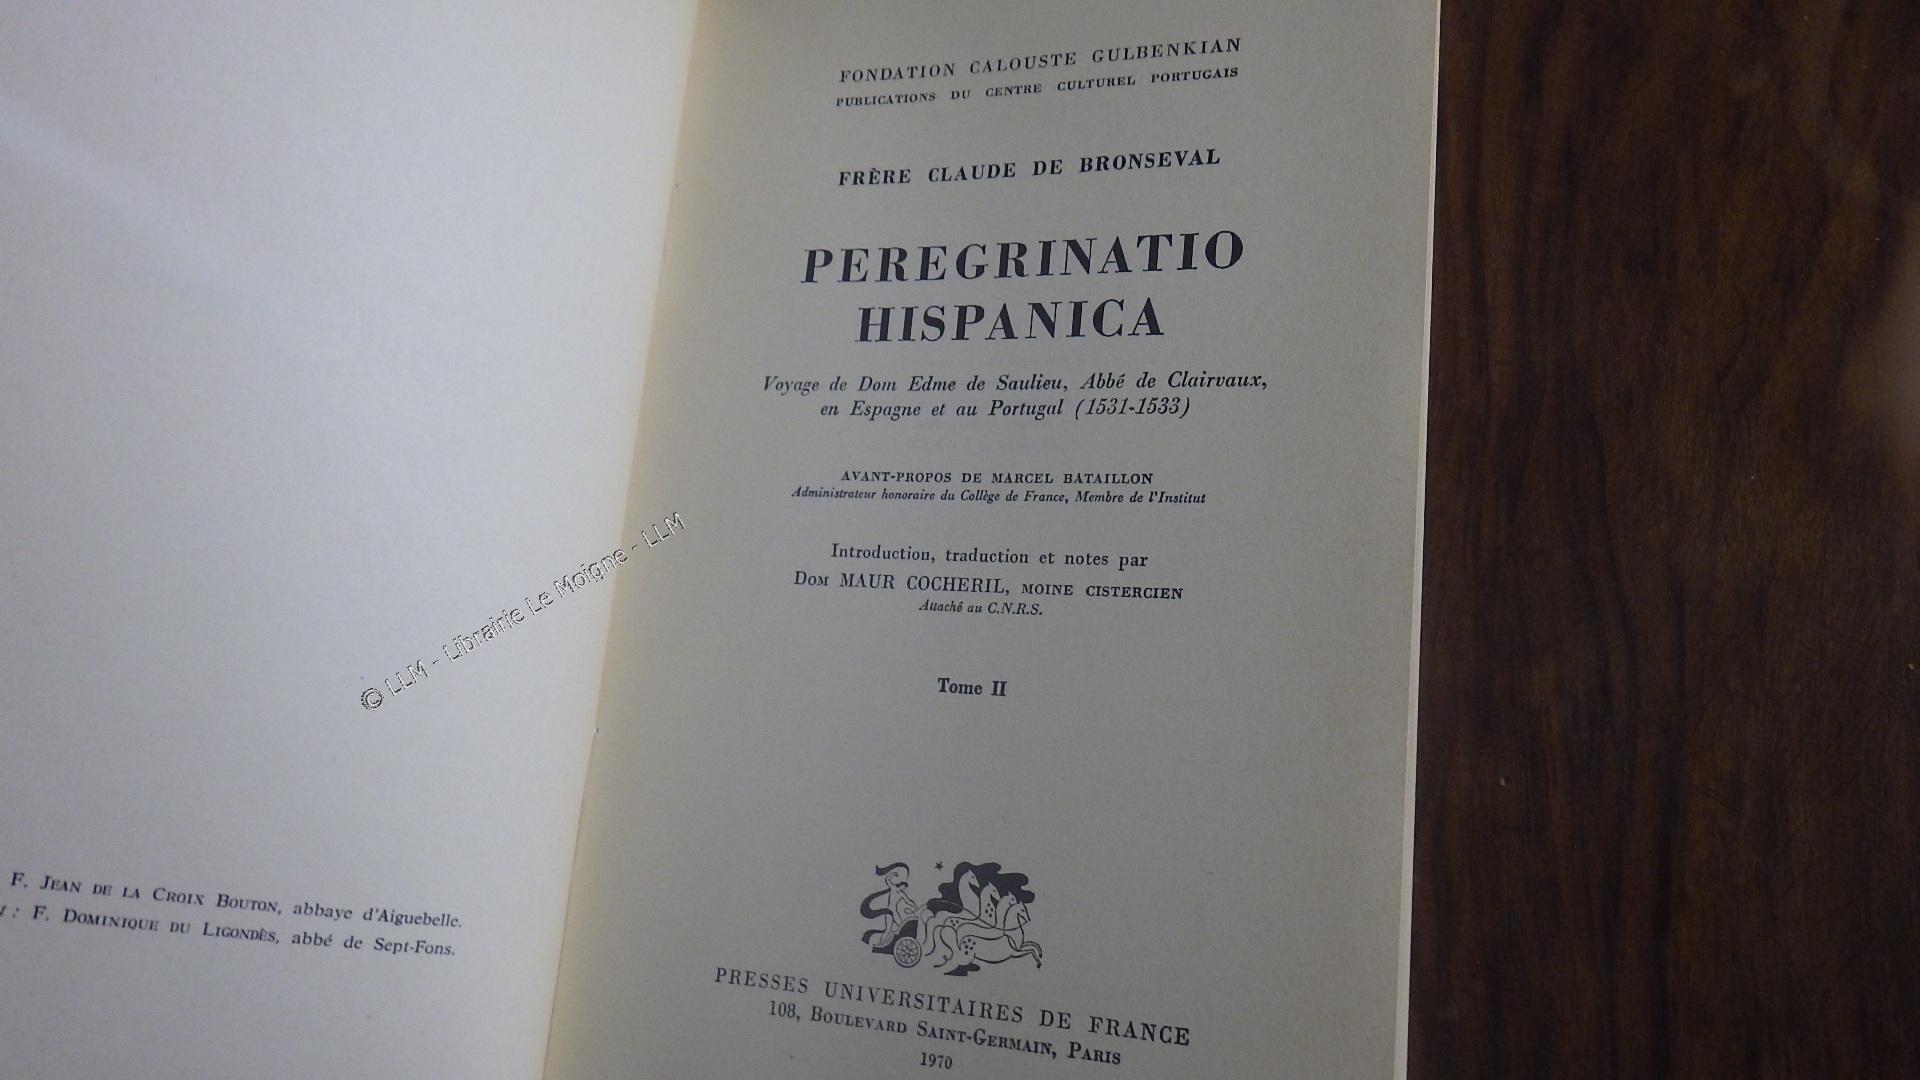 F. JEAN DE LA CROIX BOUTON, abbaye d'Aiguebelle.
: F. DOMINIQUE DU LIGONDÈS, abbé de Sept-Fons.
© LLM - Librairie Le Moigne - LLM
FONDATION CALOUSTE GULBENKIAN
PUBLICATIONS DU CENTRE CULTUREL PORTUGAIS
FRÈRE CLAUDE DE BRONSEVAL
PEREGRINATIO
HISPANICA
Voyage de Dom Edme de Saulieu, Abbé de Clairvaux,
en Espagne et au Portugal (1531-1533)
AVANT-PROPOS DE MARCEL BATAILLON
Administrateur honoraire du Collège de France, Membre de l'Institut
Introduction, traduction et notes par
DOM MAUR COCHERIL, MOINE CISTERCIEN
Attaché au C.N.R.S.
Tome II
PRESSES UNIVERSITAIRES DE FRANCE
108, BOULEVARD SAINT-GERMAIN, PARIS
1970